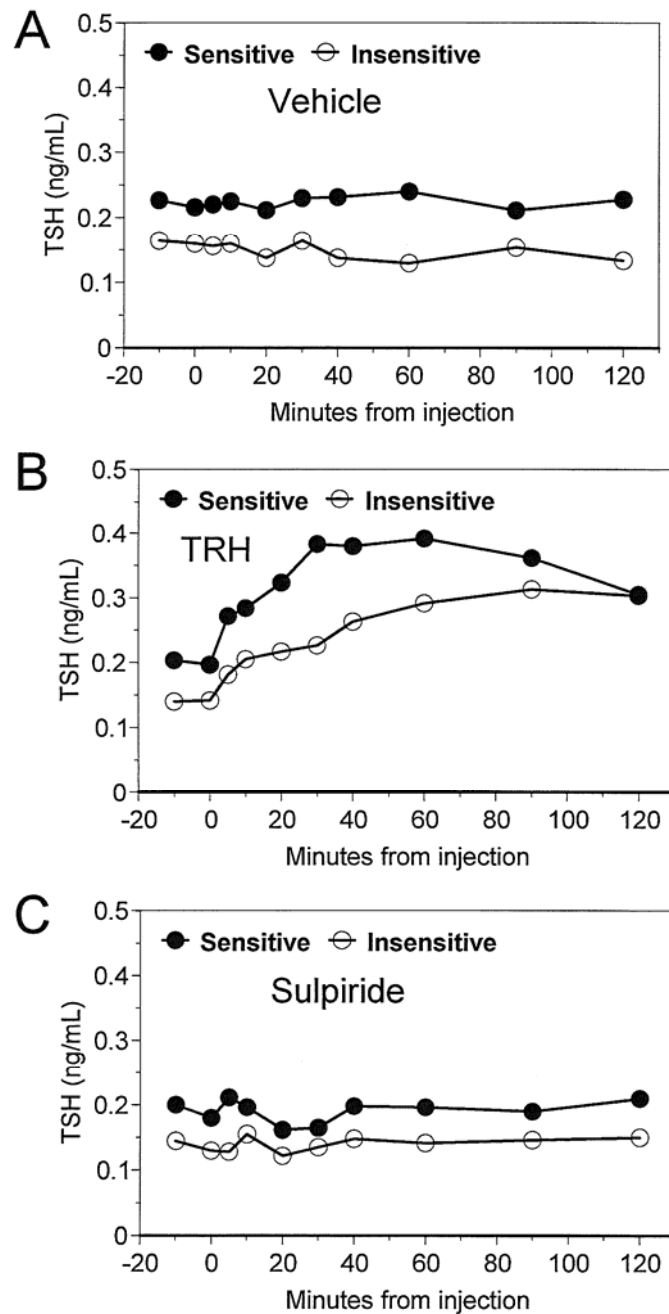 A
Sensitive Insensitive
Vehicle
TSH (ng/mL)
0.5
0.4
0.3
0.2
0.1
0
-20 0 20 40 60 80 100 120
Minutes from injection
B
Sensitive Insensitive
TRH
TSH (ng/mL)
0.5
0.4
0.3
0.2
0.1
0
-20 0 20 40 60 80 100 120
Minutes from injection
C
Sensitive Insensitive
Sulpiride
TSH (ng/mL)
0.5
0.4
0.3
0.2
0.1
0
-20 0 20 40 60 80 100 120
Minutes from injection